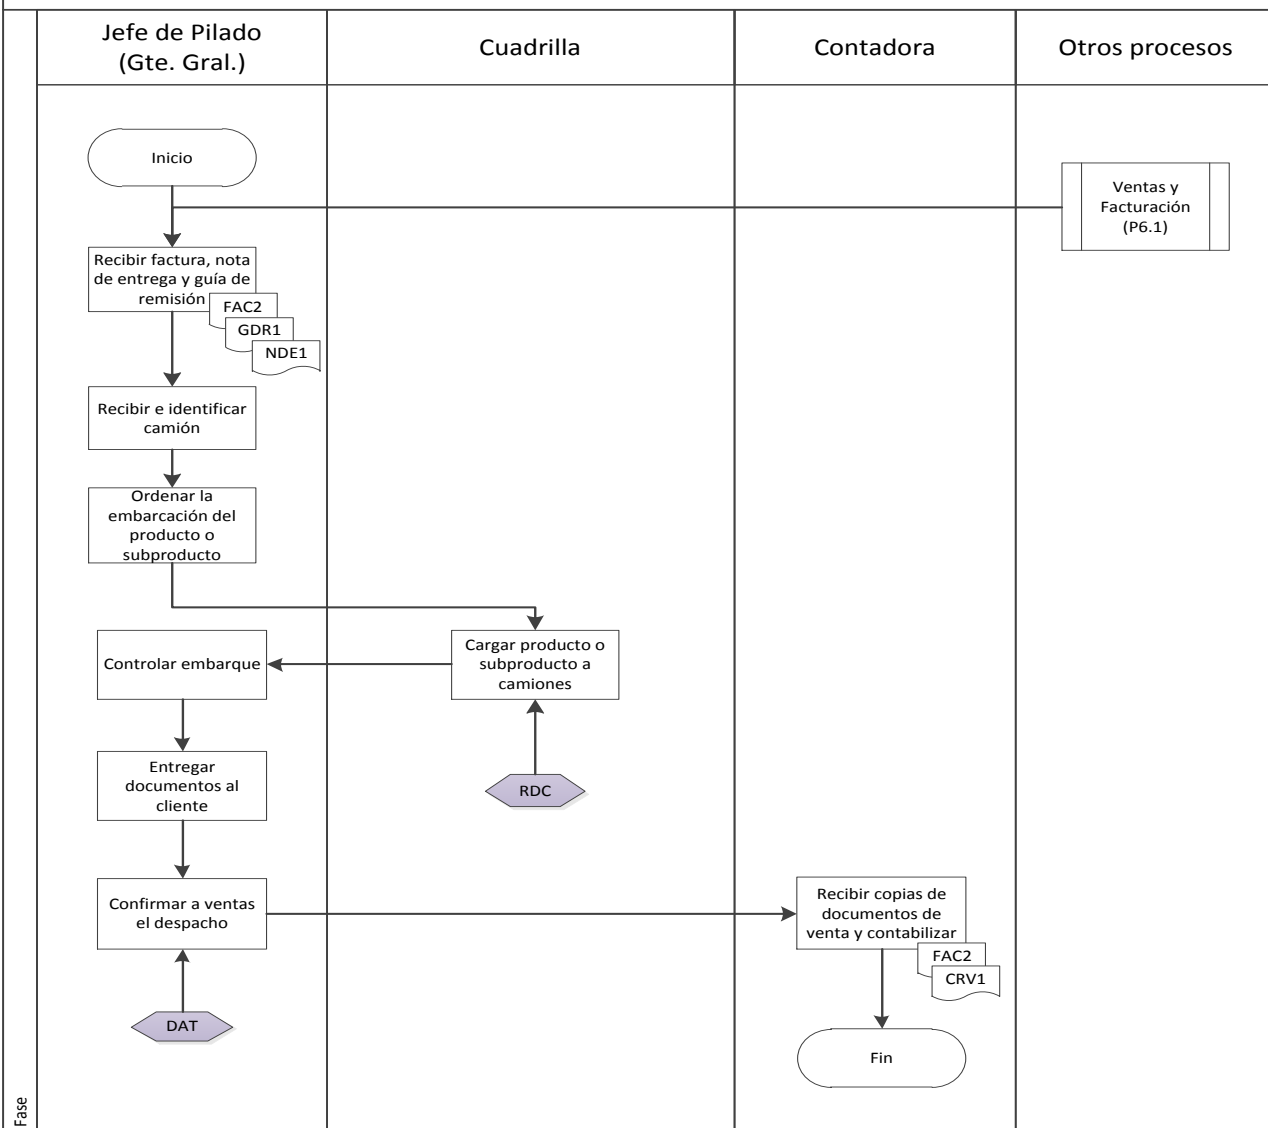 Jefe de Pilado
(Gte. Gral.)
Cuadrilla
Contadora
Otros procesos
Inicio
Ventas y
Facturación
(P6.1)
Recibir factura, nota
de entrega y guía de
remisión
FAC2
GDR1
NDE1
Recibir e identificar
camión
Ordenar la
embarcación del
producto o
subproducto
Controlar embarque
Cargar producto o
subproducto a
camiones
Entregar
documentos al
cliente
RDC
Confirmar a ventas
el despacho
Recibir copias de
documentos de
venta y contabilizar
FAC2
CRV1
DAT
Fin
Fase